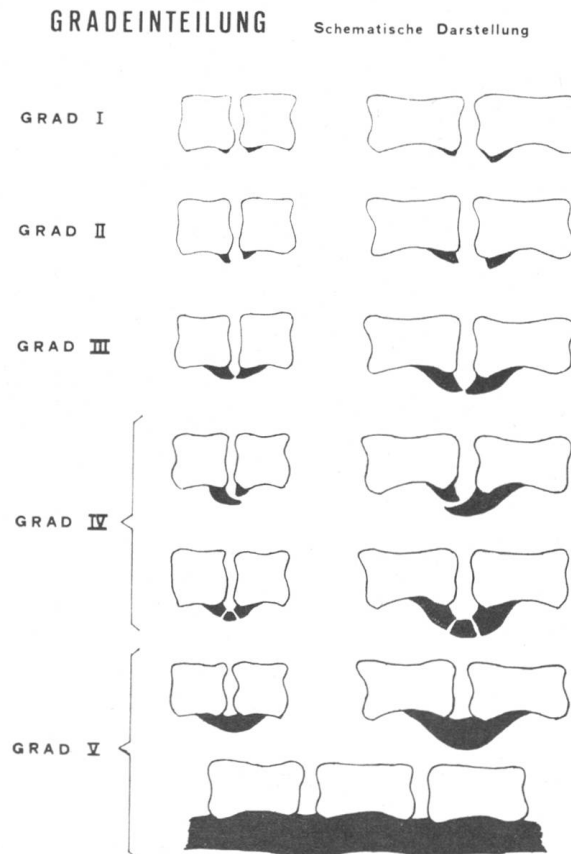 GRADEINTEILUNG Schematische Darstellung
GRAD I
GRAD II
GRAD III
GRAD IV
GRAD V